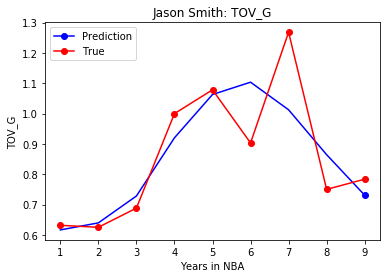 Jason Smith: TOV_G
Prediction
True
TOV_G
1.3
1.2
1.1
1.0
0.9
0.8
0.7
0.6
1 2 3 4 5 6 7 8 9
Years in NBA